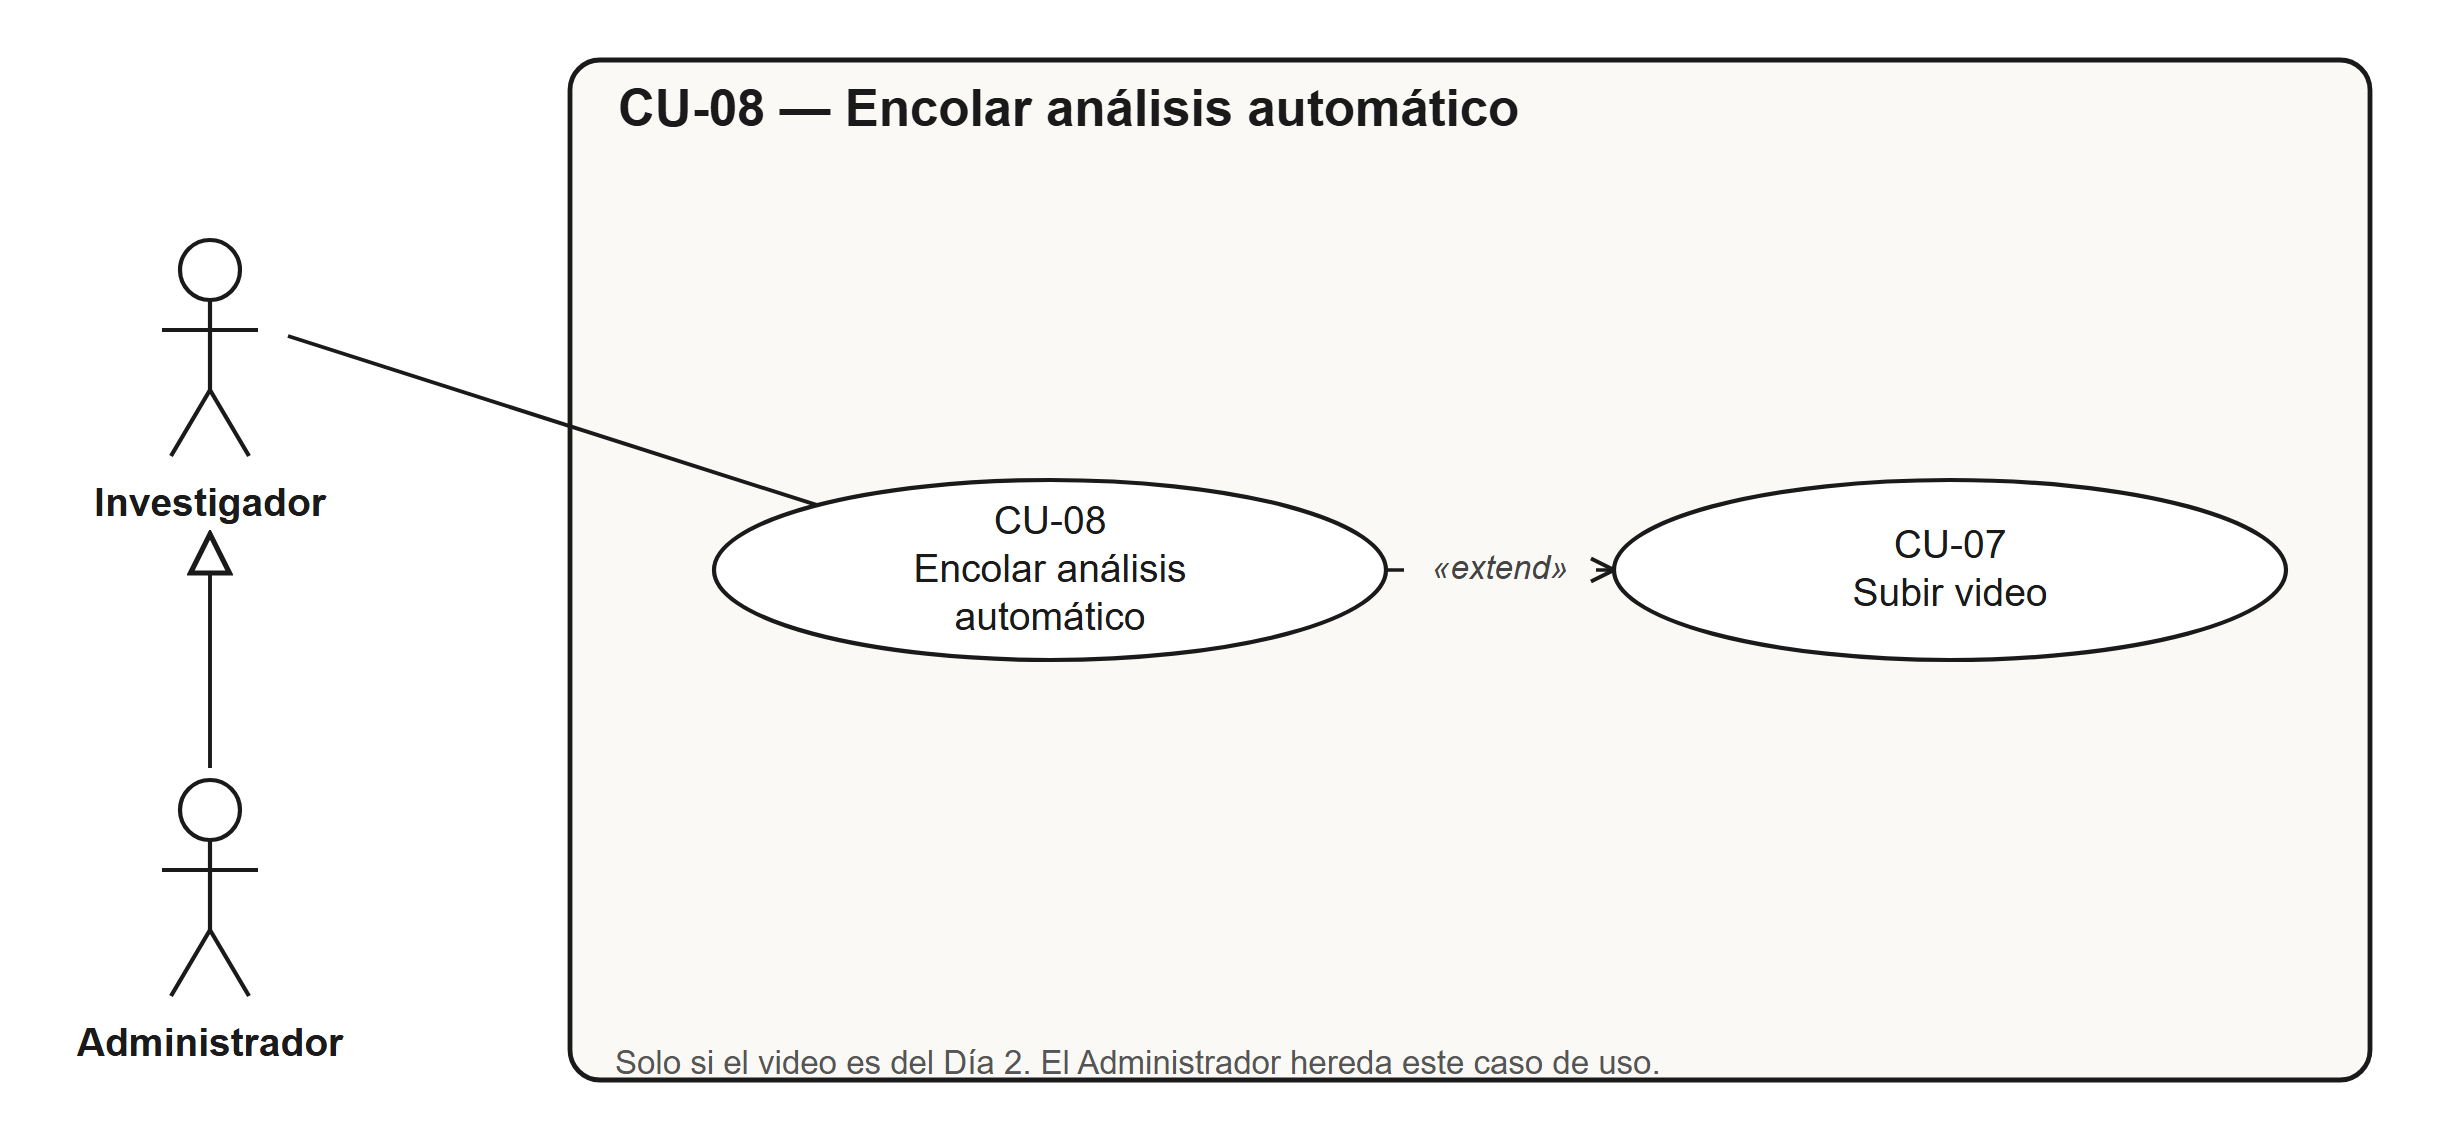 CU-08 — Encolar análisis automático
Investigador
CU-08
Encolar análisis
automático
«extend»
CU-07
Subir video
Administrador
Solo si el video es del Día 2. El Administrador hereda este caso de uso.